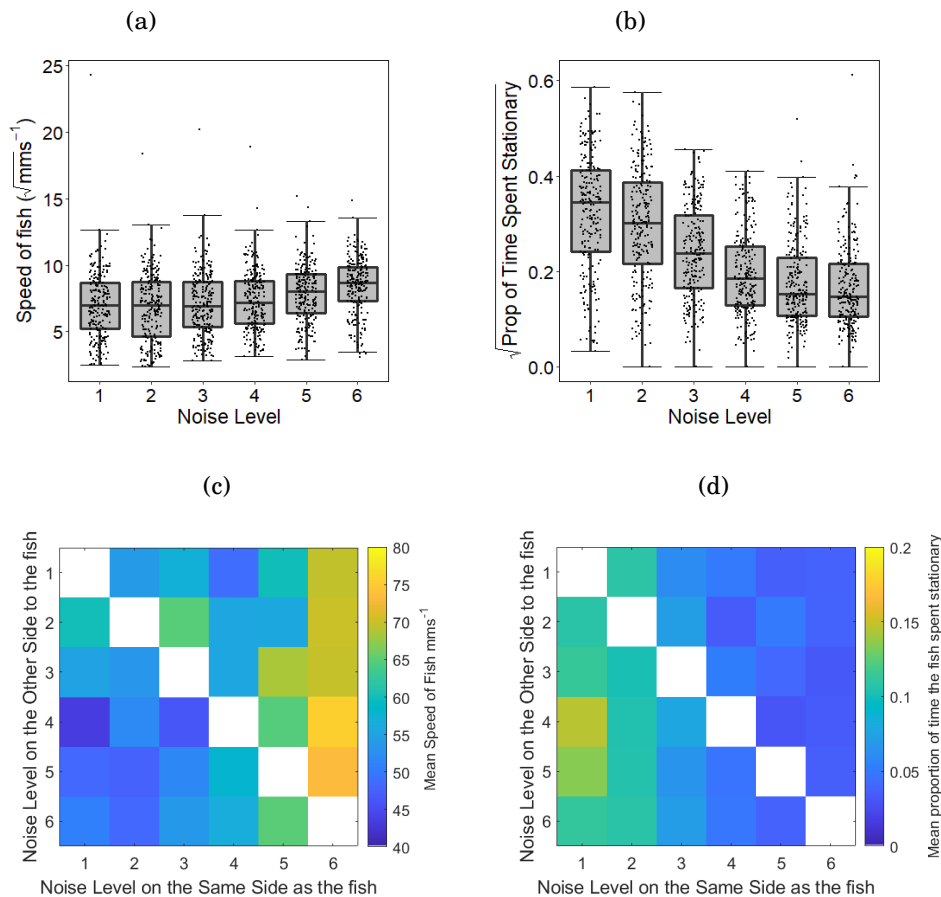 (a)
(b)
Speed of fish (√mms⁻¹)
25
20
15
10
5
1 2 3 4 5 6
Noise Level
√Prop of Time Spent Stationary
0.6
0.4
0.2
0.0
1 2 3 4 5 6
Noise Level
(c)
(d)
Noise Level on the Other Side to the fish
1
2
3
4
5
6
1 2 3 4 5 6
Noise Level on the Same Side as the fish
80
75
70
65
60
55
50
45
40
Mean Speed of Fish mms⁻¹
Noise Level on the Other Side to the fish
1
2
3
4
5
6
1 2 3 4 5 6
Noise Level on the Same Side as the fish
0.2
0.15
0.1
0.05
0
Mean proportion of time the fish spent stationary